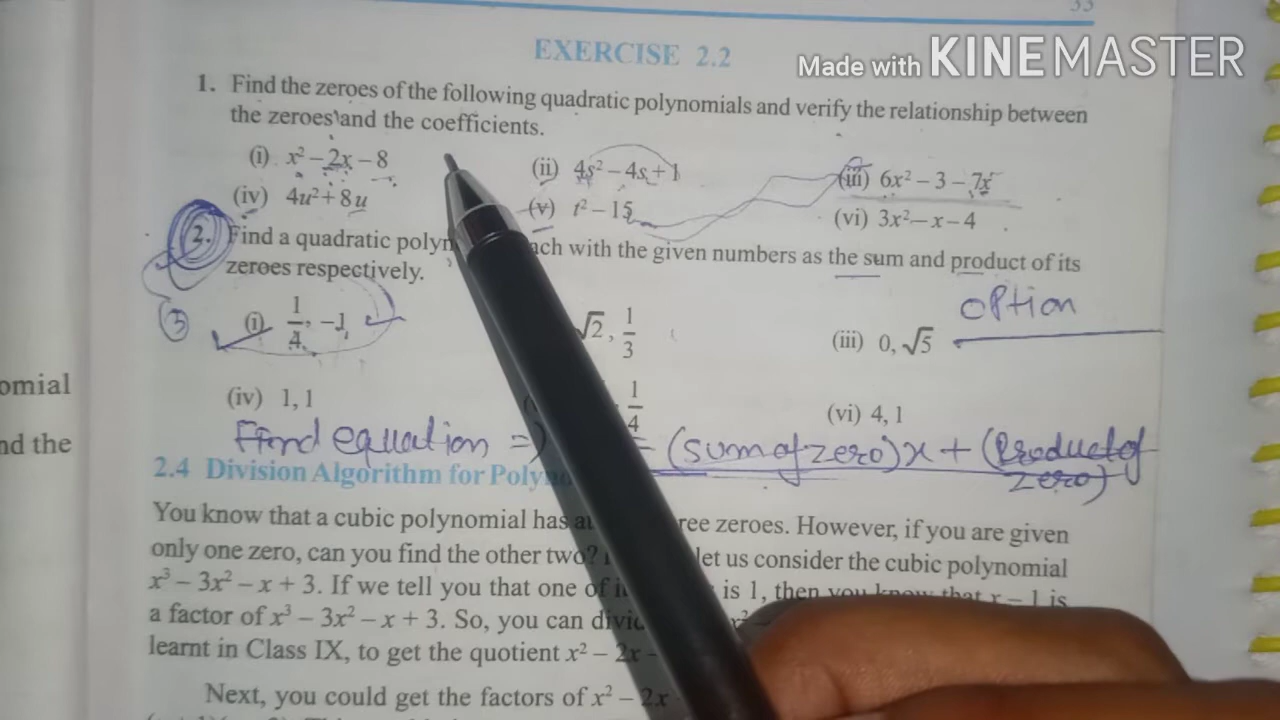 33
Made with KINEMASTER
EXERCISE 2.2
1. Find the zeroes of the following quadratic polynomials and verify the relationship between
the zeroes and the coefficients.
(i) x² – 2x – 8 (ii) 4s² – 4s + 1 (iii) 6x² – 3 – 7x
(iv) 4u² + 8u (v) t² – 15 (vi) 3x² – x – 4
2. Find a quadratic polyn ach with the given numbers as the sum and product of its
zeroes respectively.
option
3 (i) 1/4, –1 √2, 1/3 (iii) 0, √5
omial
(iv) 1, 1 1/4 (vi) 4, 1
nd the
Find equation => – (sum of zero)x + (Product of
zero)
2.4 Division Algorithm for Polyn
You know that a cubic polynomial has a ree zeroes. However, if you are given
only one zero, can you find the other two? let us consider the cubic polynomial
x³ – 3x² – x + 3. If we tell you that one of i is 1, then you know that x – 1 is
a factor of x³ – 3x² – x + 3. So, you can divid
learnt in Class IX, to get the quotient x² – 2x –
Next, you could get the factors of x² – 2x